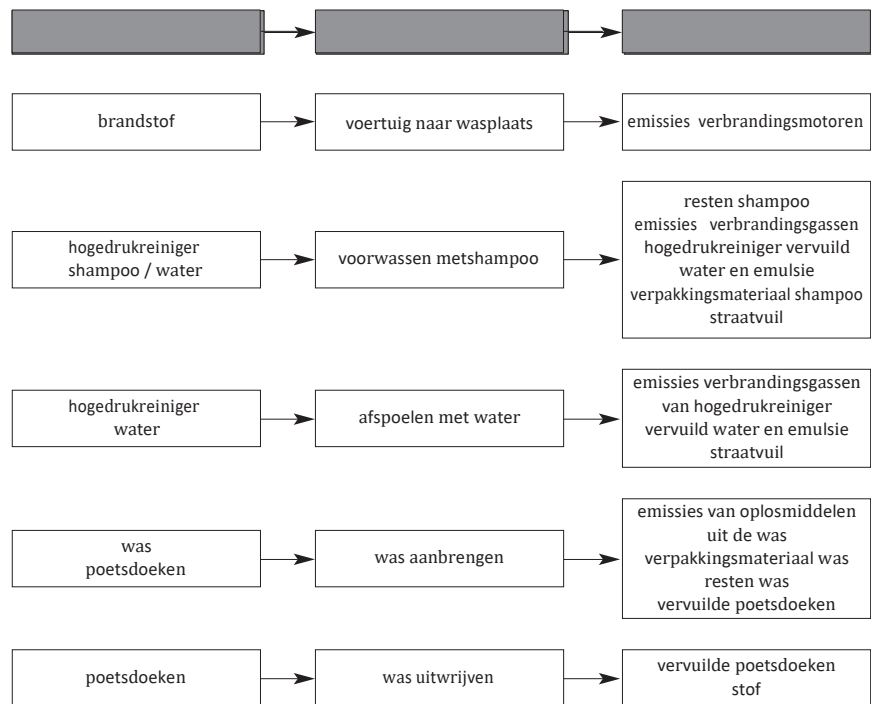 brandstof
voertuig naar wasplaats
emissies verbrandingsmotoren
hogedrukreiniger
shampoo / water
voorwassen metshampoo
resten shampoo
emissies verbrandingsgassen
hogedrukreiniger vervuild
water en emulsie
verpakkingsmateriaal shampoo
straatvuil
hogedrukreiniger
water
afspoelen met water
emissies verbrandingsgassen
van hogedrukreiniger
vervuild water en emulsie
straatvuil
was
poetsdoeken
was aanbrengen
emissies van oplosmiddelen
uit de was
verpakkingsmateriaal was
resten was
vervuilde poetsdoeken
poetsdoeken
was uitwrijven
vervuilde poetsdoeken
stof